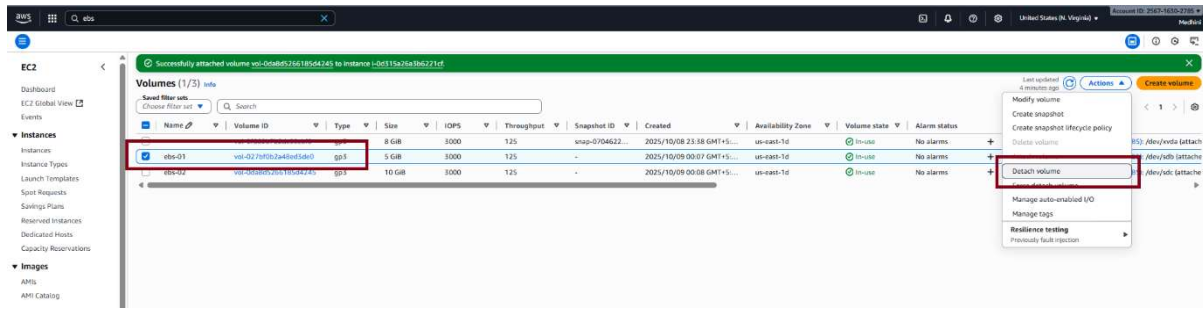 aws
ebs
United States (N. Virginia)
Account ID: 2567-1630-2785
Medhini
EC2
Dashboard
EC2 Global View
Events
Instances
Instances
Instance Types
Launch Templates
Spot Requests
Savings Plans
Reserved Instances
Dedicated Hosts
Capacity Reservations
Images
AMIs
AMI Catalog
Successfully attached volume vol-0da8d5266185d4245 to instance i-0d315a26a3b6221cf.
Volumes (1/3) Info
Last updated
4 minutes ago
Actions
Create volume
Saved filter sets
Choose filter set
Search
1
Name Volume ID Type Size IOPS Throughput Snapshot ID Created Availability Zone Volume state Alarm status
gp3 8 GiB 3000 125 snap-0704622... 2025/10/08 23:38 GMT+5:... us-east-1d In-use No alarms /dev/xvda (attach
ebs-01 vol-027bf0b2a48ad3de0 gp3 5 GiB 3000 125 - 2025/10/09 00:07 GMT+5:... us-east-1d In-use No alarms /dev/sdb (attache
ebs-02 vol-0da8d5266185d4245 gp3 10 GiB 3000 125 - 2025/10/09 00:08 GMT+5:... us-east-1d In-use No alarms /dev/sdc (attache
Modify volume
Create snapshot
Create snapshot lifecycle policy
Delete volume
Detach volume
Force detach volume
Manage auto-enabled I/O
Manage tags
Resilience testing
Previously fault injection